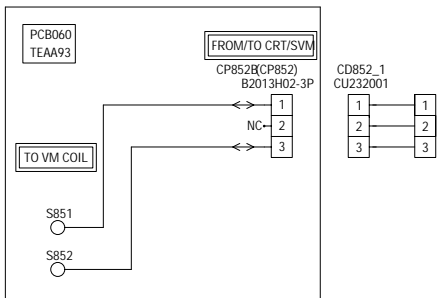 PCB060
TEAA93
FROM/TO CRT/SVM
CP852B(CP852)
B2013H02-3P
CD852_1
CU232001
1
1
1
NC
2
2
2
3
3
3
TO VM COIL
S851
S852